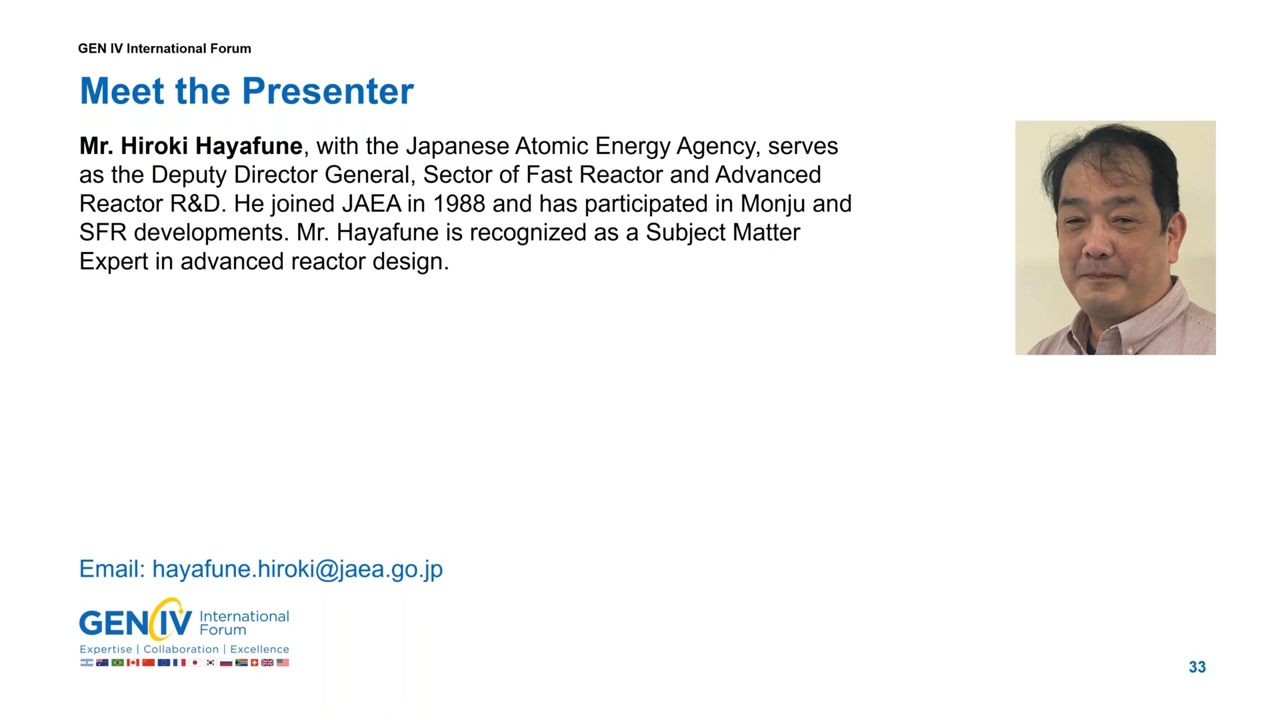 GEN IV International Forum
Meet the Presenter
Mr. Hiroki Hayafune, with the Japanese Atomic Energy Agency, serves
as the Deputy Director General, Sector of Fast Reactor and Advanced
Reactor R&D. He joined JAEA in 1988 and has participated in Monju and
SFR developments. Mr. Hayafune is recognized as a Subject Matter
Expert in advanced reactor design.
Email: hayafune.hiroki@jaea.go.jp
GEN IV International
Forum
Expertise | Collaboration | Excellence
33